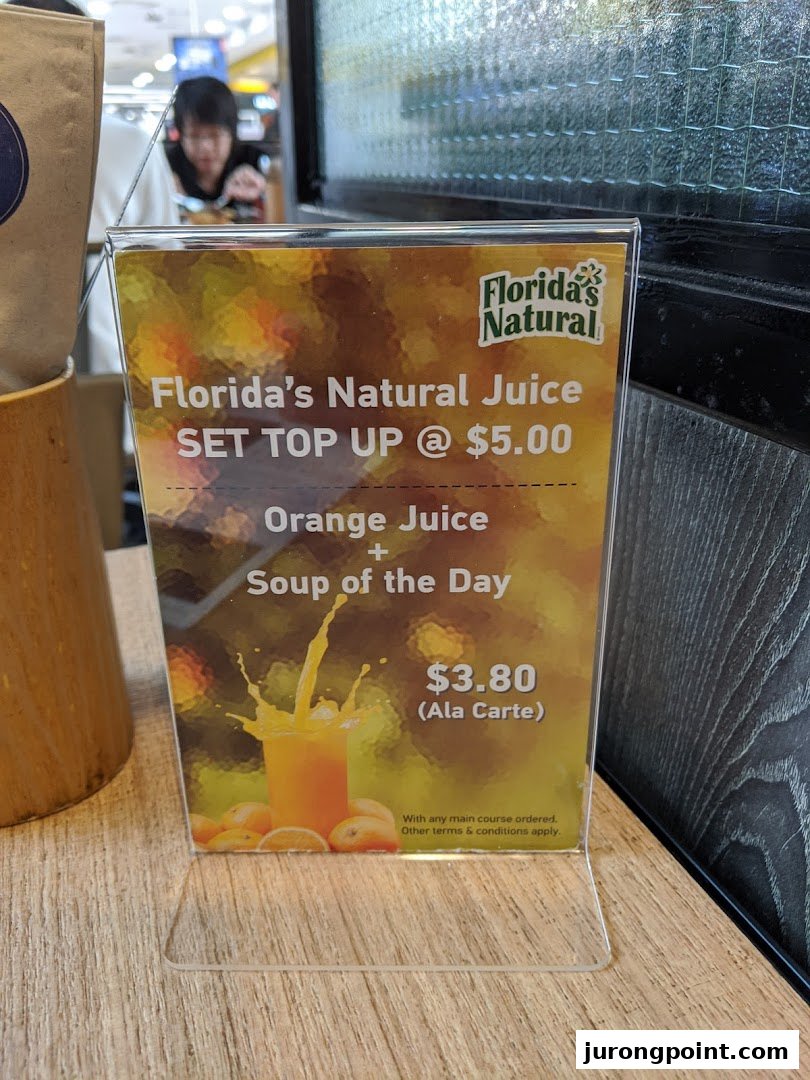 Florida's
Natural
Florida's Natural Juice
SET TOP UP @ $5.00
Orange Juice
+
Soup of the Day
$3.80
(Ala Carte)
With any main course ordered.
Other terms & conditions apply.
jurongpoint.com